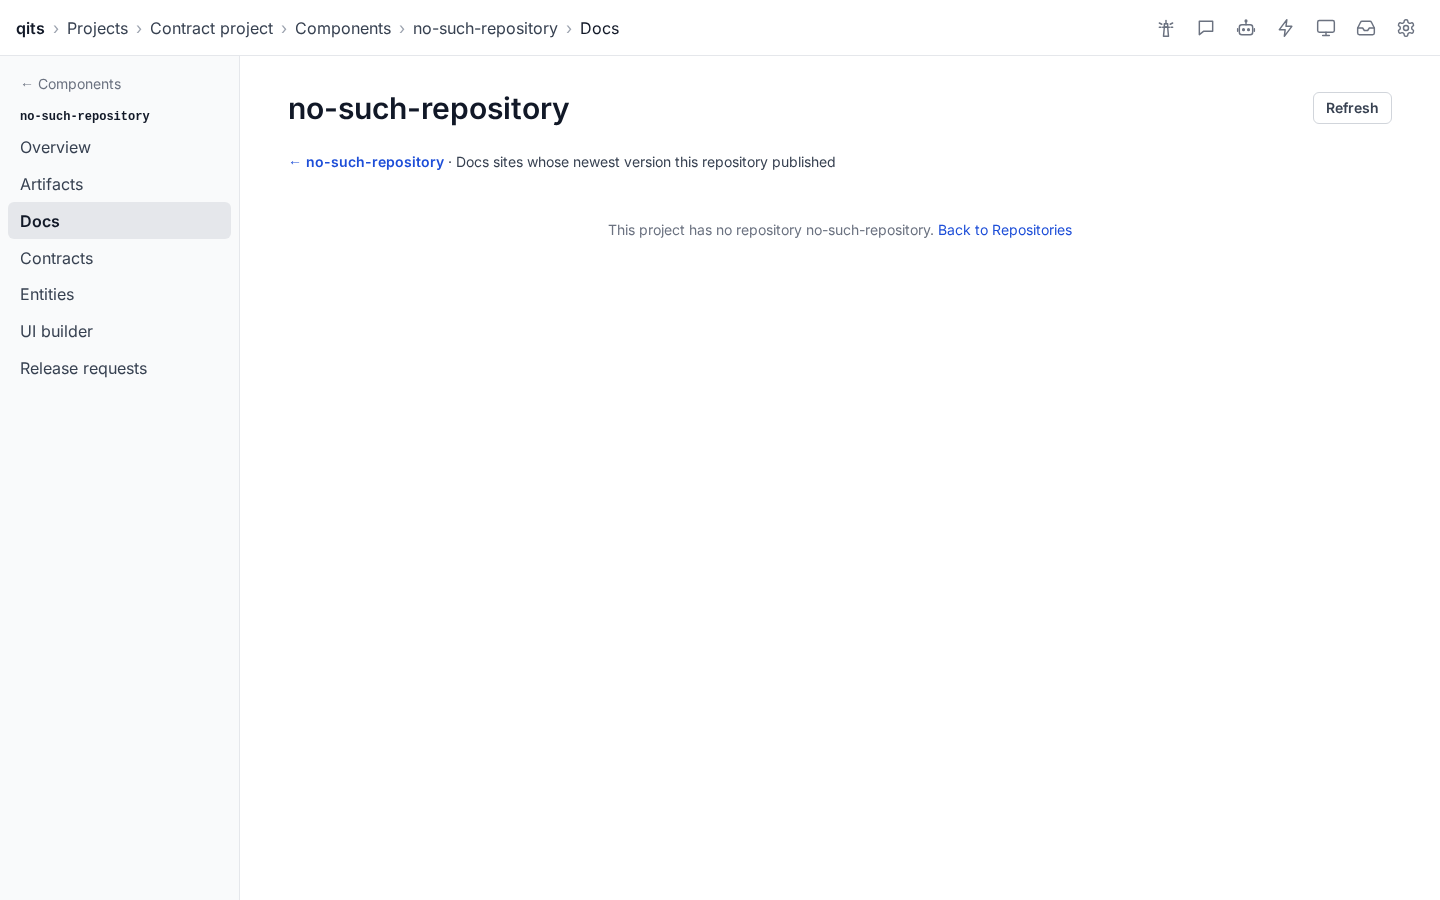 qits › Projects › Contract project › Components › no-such-repository › Docs
← Components
no-such-repository
Overview
Artifacts
Docs
Contracts
Entities
UI builder
Release requests
no-such-repository
Refresh
← no-such-repository · Docs sites whose newest version this repository published
This project has no repository no-such-repository. Back to Repositories